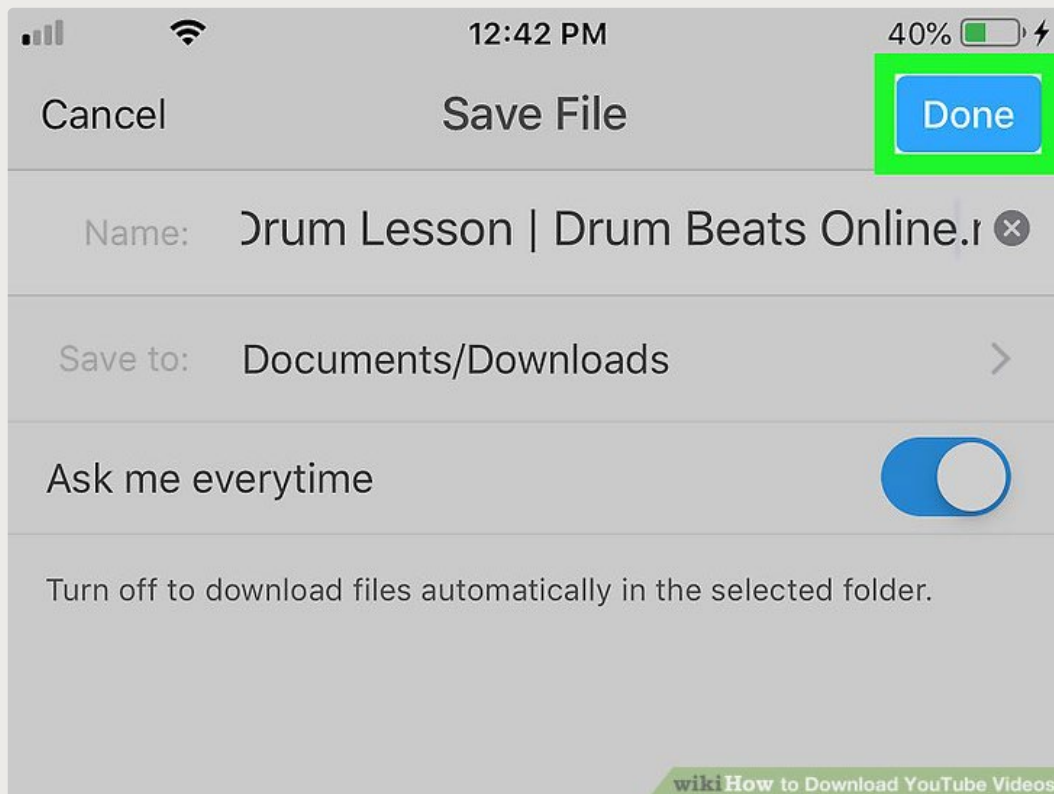 12:42 PM 40%
Cancel Save File Done
Name: Drum Lesson | Drum Beats Online.
Save to: Documents/Downloads
Ask me everytime
Turn off to download files automatically in the selected folder.
wikiHow to Download YouTube Videos